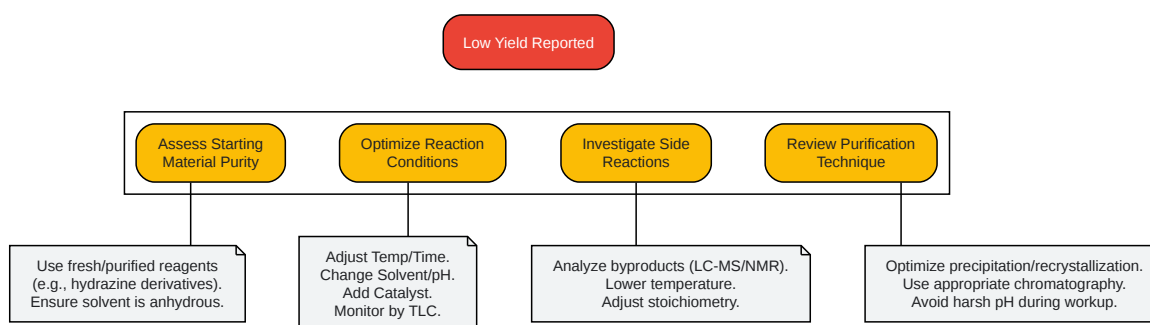 Low Yield Reported
Assess Starting
Material Purity
Optimize Reaction
Conditions
Investigate Side
Reactions
Review Purification
Technique
Use fresh/purified reagents
(e.g., hydrazine derivatives).
Ensure solvent is anhydrous.
Adjust Temp/Time.
Change Solvent/pH.
Add Catalyst.
Monitor by TLC.
Analyze byproducts (LC-MS/NMR).
Lower temperature.
Adjust stoichiometry.
Optimize precipitation/recrystallization.
Use appropriate chromatography.
Avoid harsh pH during workup.